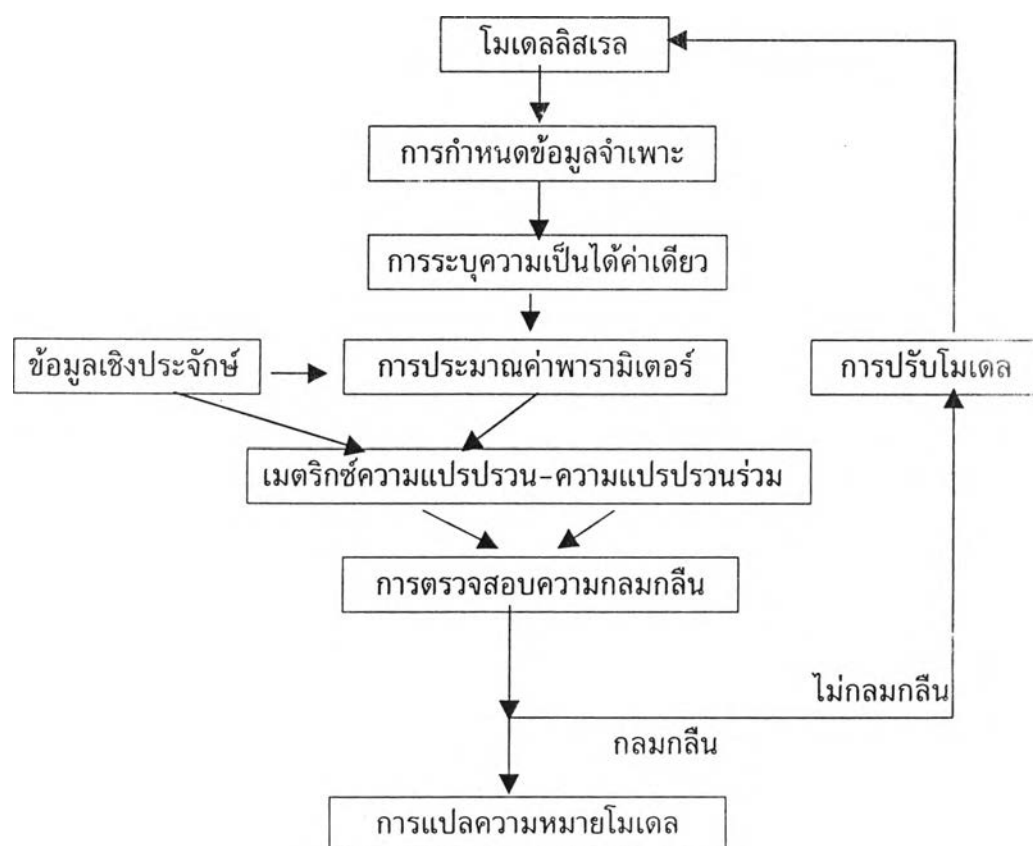 โมเดลลิสเรล
การกำหนดข้อมูลจำเพาะ
การระบุความเป็นได้ค่าเดียว
ข้อมูลเชิงประจักษ์
การประมาณค่าพารามิเตอร์
การปรับโมเดล
เมตริกซ์ความแปรปรวน-ความแปรปรวนร่วม
การตรวจสอบความกลมกลืน
ไม่กลมกลืน
กลมกลืน
การแปลความหมายโมเดล